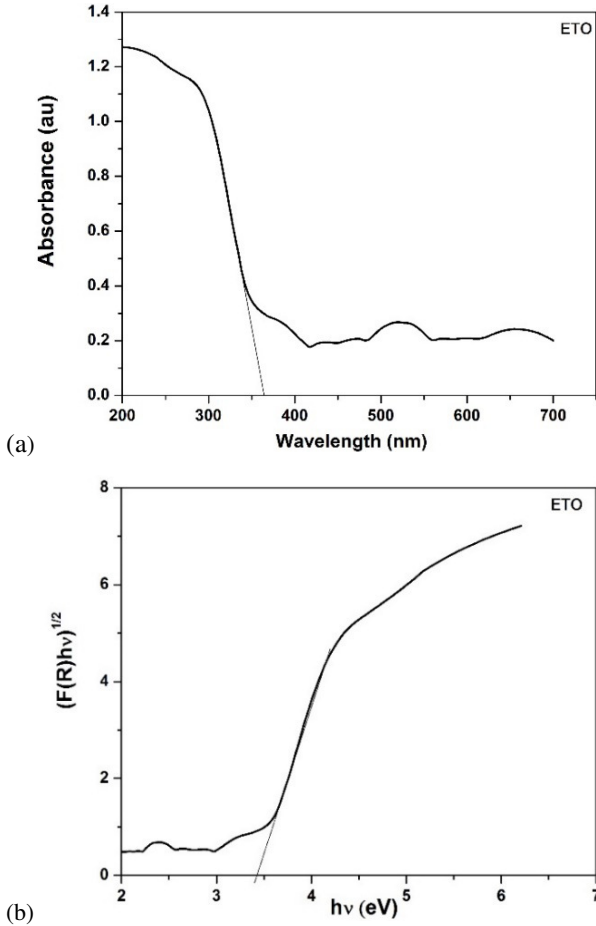 ETO
1.4
1.2
1.0
0.8
0.6
0.4
0.2
0.0
200 300 400 500 600 700
Absorbance (au)
Wavelength (nm)
(a)
ETO
8
6
4
2
0
2 3 4 5 6 7
(F(R)hν)^{1/2}
hν (eV)
(b)